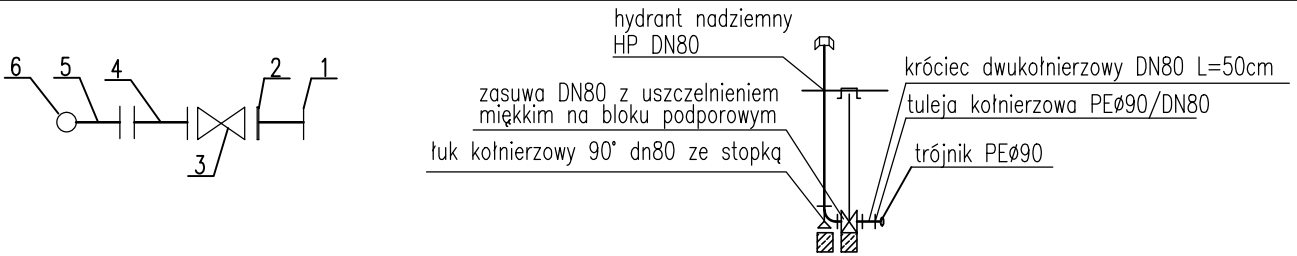 6 5 4 2 1
3
hydrant nadziemny
HP DN80
zasuwa DN80 z uszczelnieniem
miękkim na bloku podporowym
łuk kołnierzowy 90° dn80 ze stopką
króciec dwukołnierzowy DN80 L=50cm
tuleja kołnierzowa PEø90/DN80
trójnik PEø90